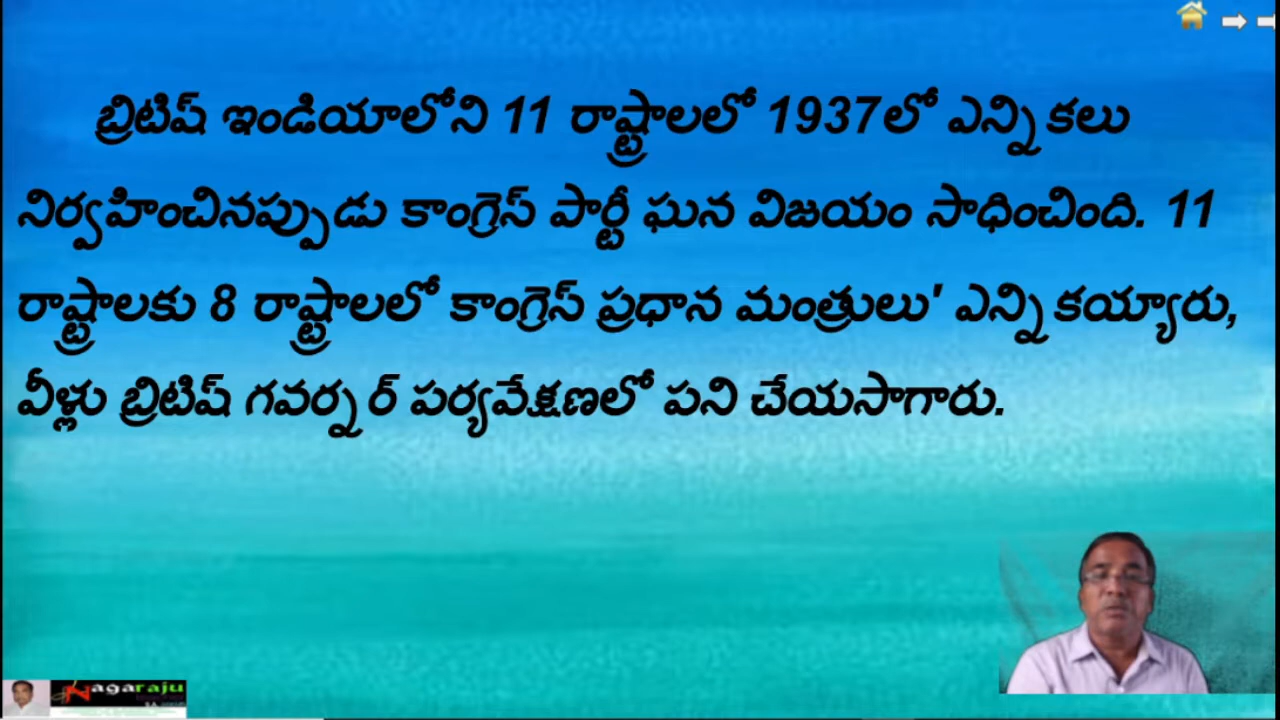 బ్రిటిష్ ఇండియాలోని 11 రాష్ట్రాలలో 1937లో ఎన్నికలు
నిర్వహించినప్పుడు కాంగ్రెస్ పార్టీ ఘన విజయం సాధించింది. 11
రాష్ట్రాలకు 8 రాష్ట్రాలలో కాంగ్రెస్ ప్రధాన మంత్రులు' ఎన్నికయ్యారు,
వీళ్లు బ్రిటిష్ గవర్నర్ పర్యవేక్షణలో పని చేయసాగారు.
Nagaraju